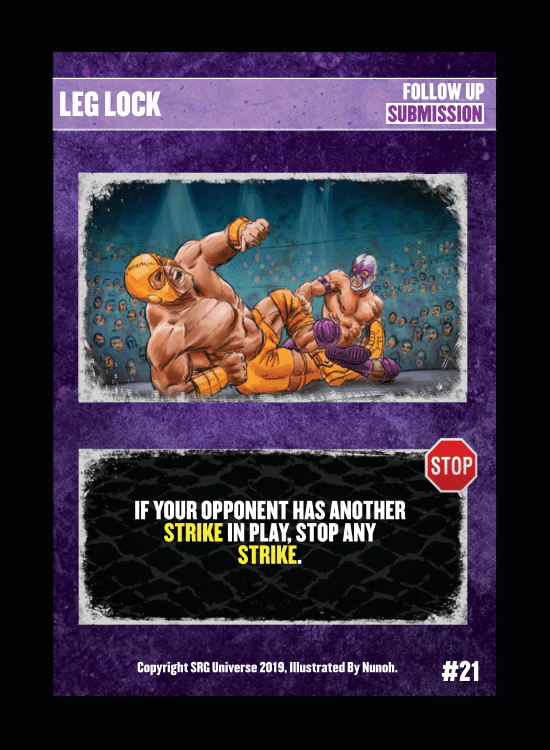 LEG LOCK
FOLLOW UP
SUBMISSION
STOP
IF YOUR OPPONENT HAS ANOTHER
STRIKE IN PLAY, STOP ANY
STRIKE.
Copyright SRG Universe 2019, Illustrated By Nunoh.
#21